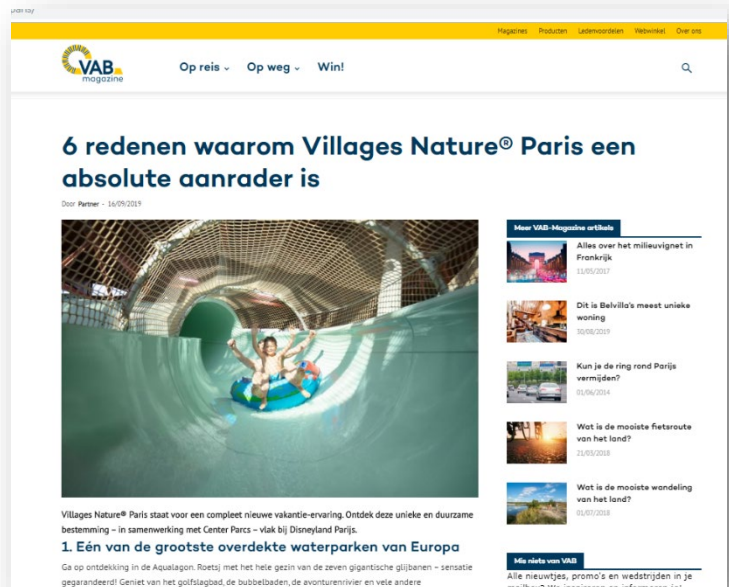 Magazines Producten Ledenvoordelen Webwinkel Over ons
VAB
magazine
Op reis Op weg Win!
6 redenen waarom Villages Nature® Paris een
absolute aanrader is
Door Partner - 16/09/2019
Villages Nature® Paris staat voor een compleet nieuwe vakantie-ervaring. Ontdek deze unieke en duurzame
bestemming – in samenwerking met Center Parcs – vlak bij Disneyland Parijs.
1. Eén van de grootste overdekte waterparken van Europa
Ga op ontdekking in de Aqualagon. Roetsj met het hele gezin van de zeven gigantische glijbanen – sensatie
gegarandeerd! Geniet van het golfslagbad, de bubbelbaden, de avonturenrivier en vele andere
Meer VAB-Magazine artikels
Alles over het milieuvignet in
Frankrijk
11/05/2017
Dit is Belvilla's meest unieke
woning
30/08/2019
Kun je de ring rond Parijs
vermijden?
01/06/2014
Wat is de mooiste fietsroute
van het land?
21/03/2018
Wat is de mooiste wandeling
van het land?
01/07/2018
Mis niets van VAB
Alle nieuwtjes, promo's en wedstrijden in je